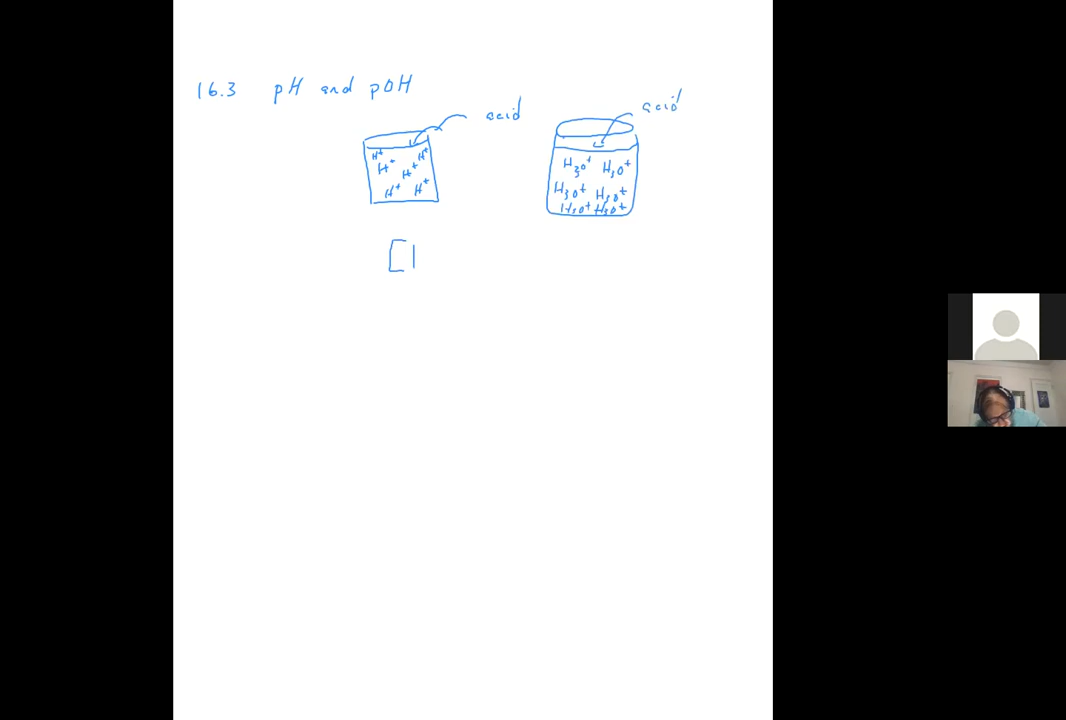 16.3 pH and pOH
acid acid
H⁺ H⁺ H₃O⁺ H₃O⁺
H⁺ H⁺
H⁺ H⁺ H₃O⁺ H₃O⁺
H₃O⁺ H₃O⁺
[